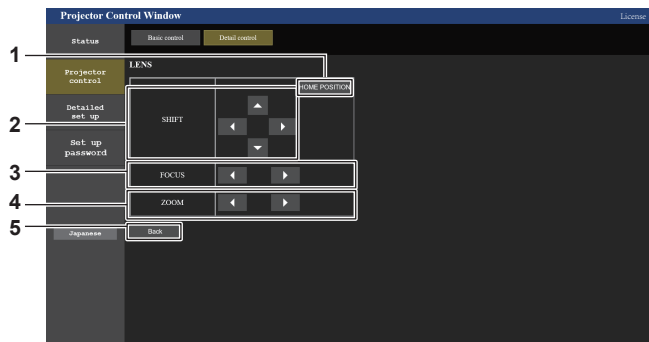 Projector Control Window
License
Status
Basic control
Detail control
1
LENS
Projector
control
HOME POSITION
Detailed
set up
2
SHIFT
Set up
password
3
FOCUS
4
ZOOM
5
Japanese
Back